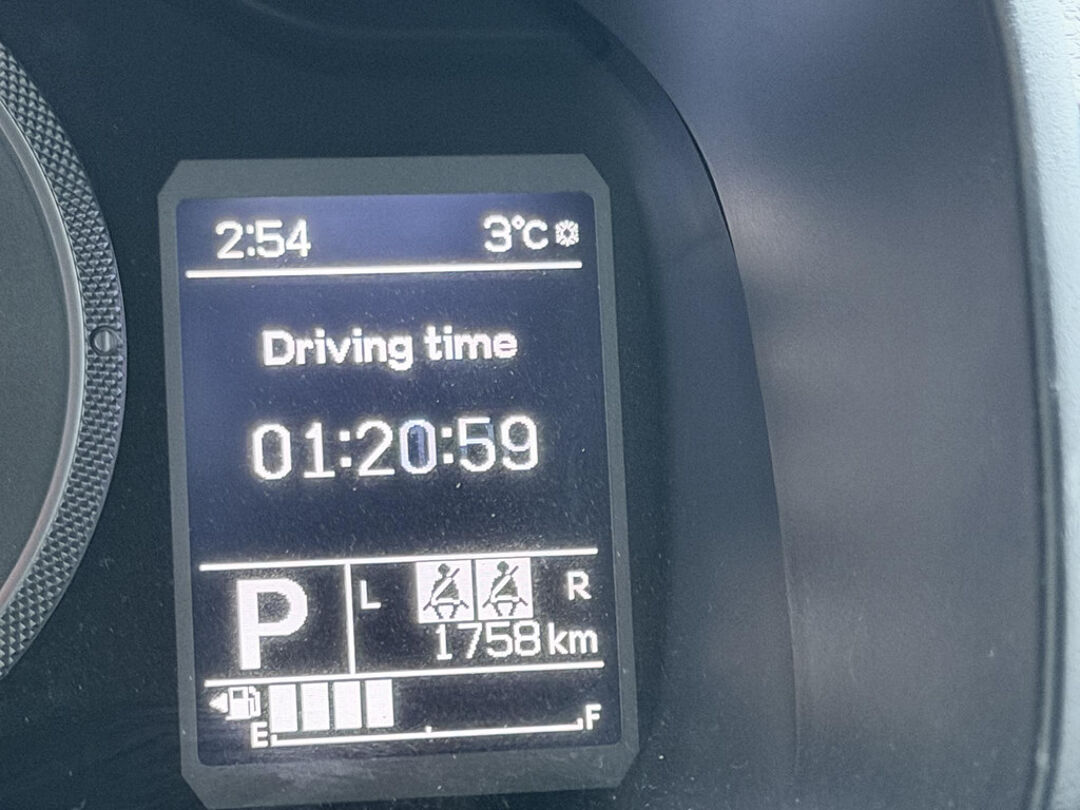 2:54 3°C
Driving time
01:20:59
P L R
1758 km
E F